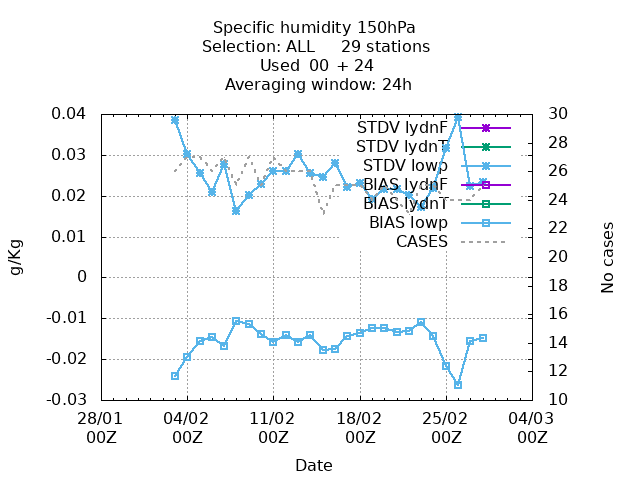 Specific humidity 150hPa
Selection: ALL 29 stations
Used 00 + 24
Averaging window: 24h
0.04
0.03
0.02
0.01
0
-0.01
-0.02
-0.03
g/Kg
30
28
26
24
22
20
18
16
14
12
10
No cases
STDV lydnF
STDV lydnT
STDV lowp
BIAS lydnF
BIAS lydnT
BIAS lowp
CASES
28/01 04/02 11/02 18/02 25/02 04/03
00Z 00Z 00Z 00Z 00Z 00Z
Date